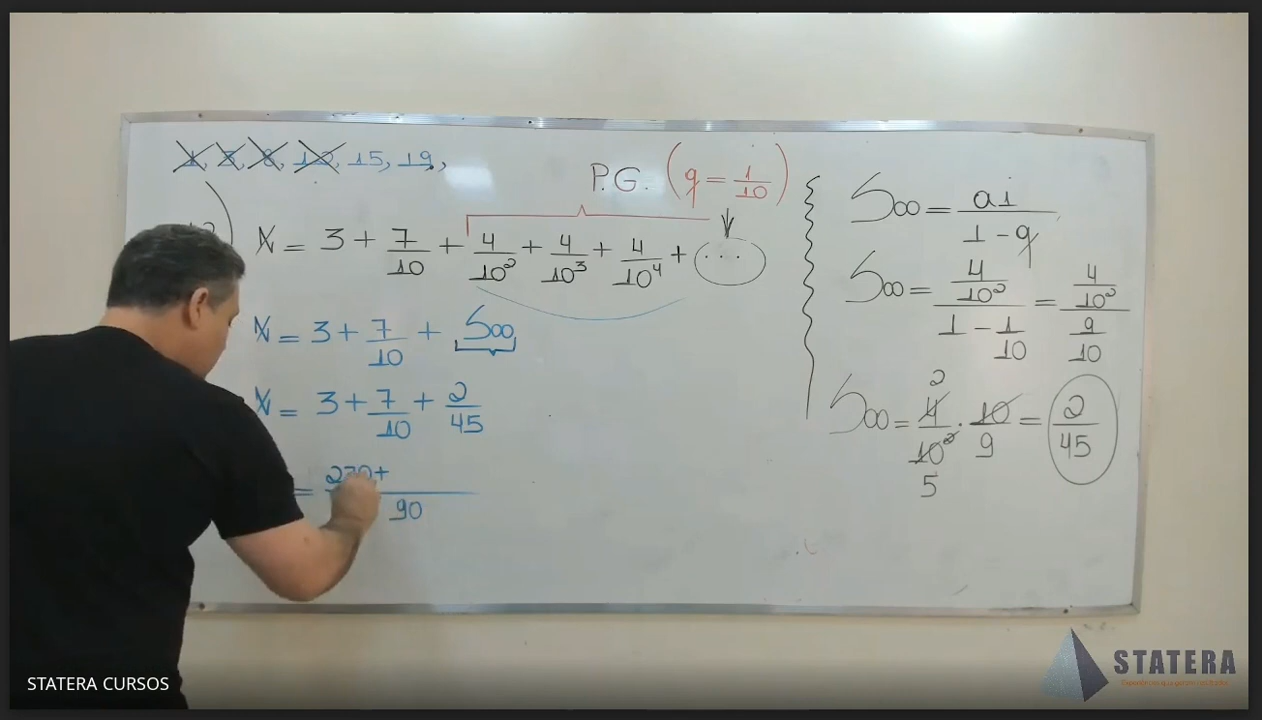 1, 3, 8, 12, 15, 19,
P.G. (q = 1/10)
N = 3 + 7/10 + 4/10² + 4/10³ + 4/10⁴ + ...
N = 3 + 7/10 + S∞
N = 3 + 7/10 + 2/45
= 270+ / 90
S∞ = a1 / 1 - q
S∞ = 4/10² / 1 - 1/10 = 4/10² / 9/10
S∞ = 4/10² · 10/9 = 2/45
2
5
STATERA CURSOS
STATERA